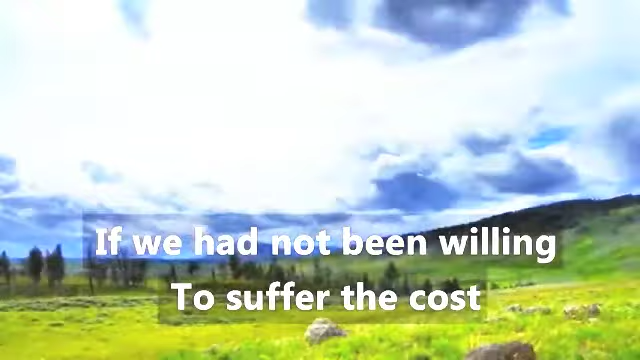 If we had not been willing
To suffer the cost